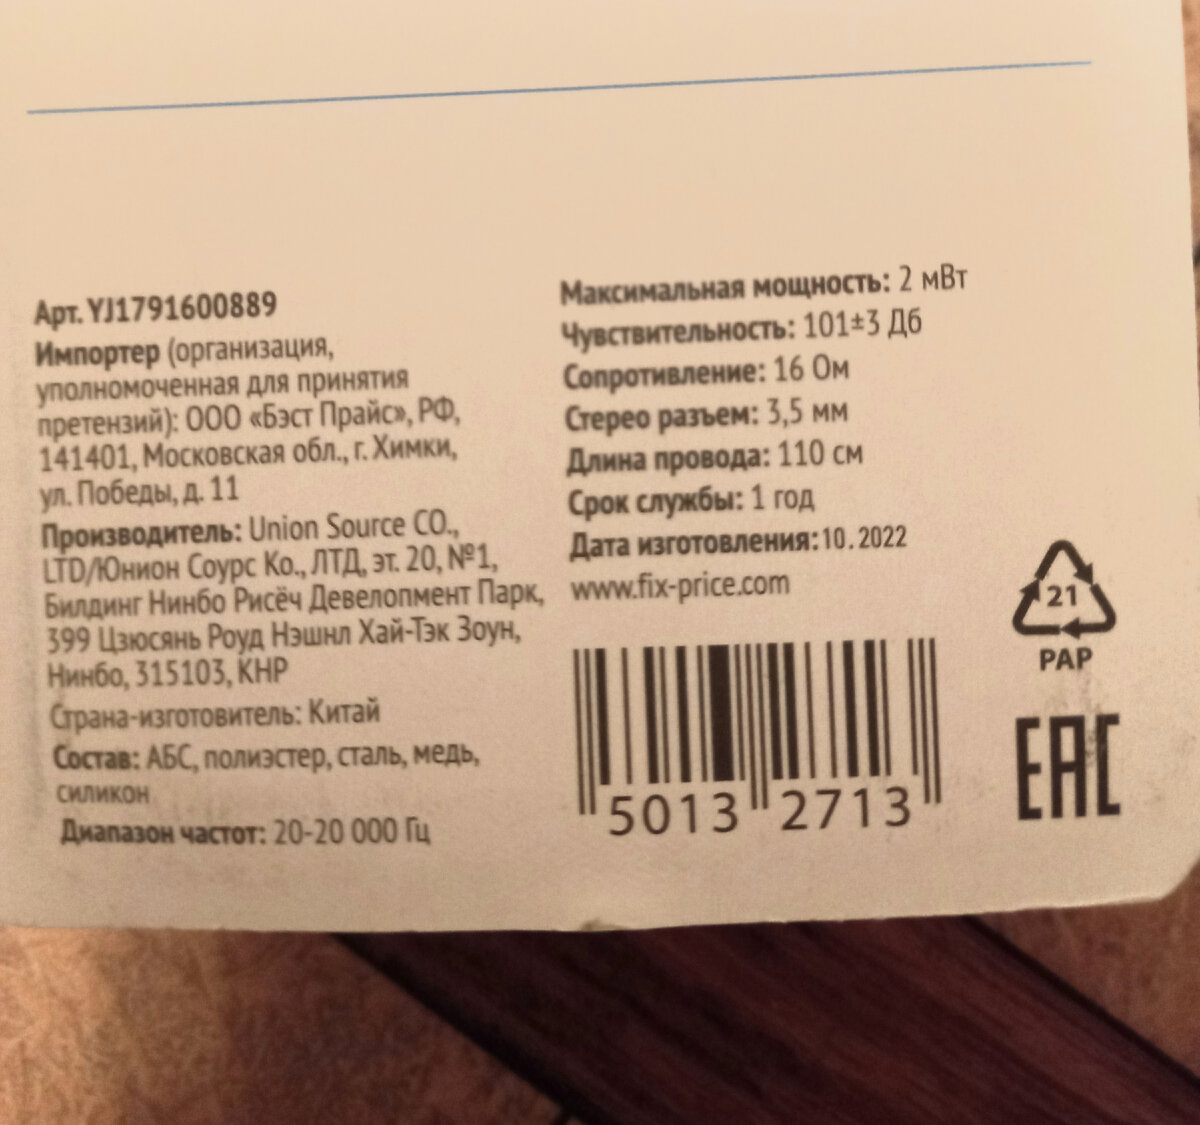 Арт. YJ1791600889
Импортер (организация,
уполномоченная для принятия
претензий): ООО «Бэст Прайс», РФ,
141401, Московская обл., г. Химки,
ул. Победы, д. 11
Производитель: Union Source CO.,
LTD/Юнион Соурс Ко., ЛТД, эт. 20, №1,
Билдинг Нинбо Рисёч Девелопмент Парк,
399 Цзюсянь Роуд Нэшнл Хай-Тэк Зоун,
Нинбо, 315103, КНР
Страна-изготовитель: Китай
Состав: АБС, полиэстер, сталь, медь,
силикон
Диапазон частот: 20-20 000 Гц
Максимальная мощность: 2 мВт
Чувствительность: 101±3 Дб
Сопротивление: 16 Ом
Стерео разъем: 3,5 мм
Длина провода: 110 см
Срок службы: 1 год
Дата изготовления:10.2022
www.fix-price.com
5013 2713
21
PAP
EAC